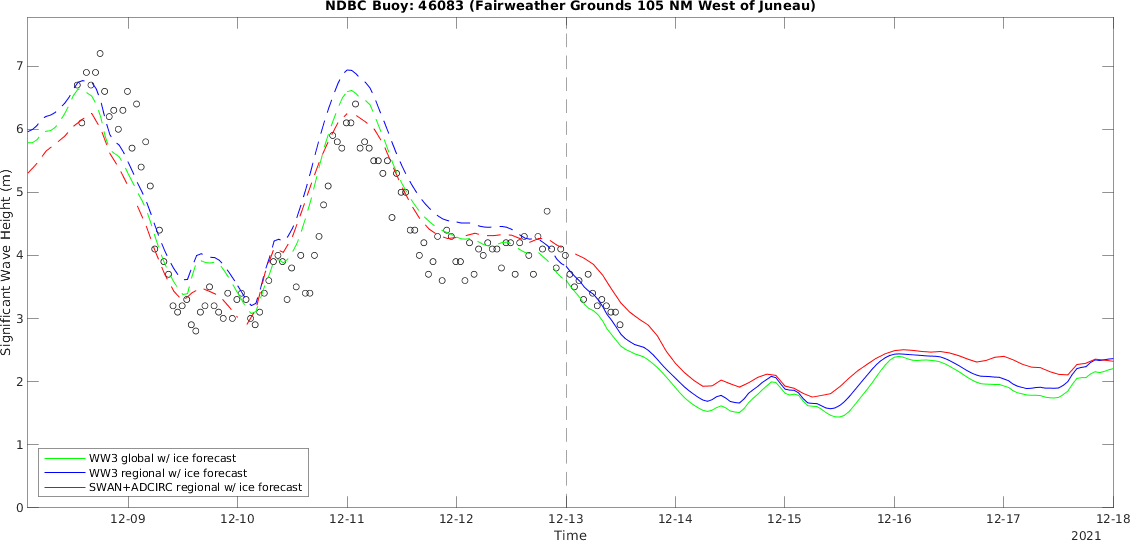 NDBC Buoy: 46083 (Fairweather Grounds 105 NM West of Juneau)
Significant Wave Height (m)
7
6
5
4
3
2
1
0
WW3 global w/ ice forecast
WW3 regional w/ ice forecast
SWAN+ADCIRC regional w/ ice forecast
12-09 12-10 12-11 12-12 12-13 12-14 12-15 12-16 12-17 12-18
Time
2021